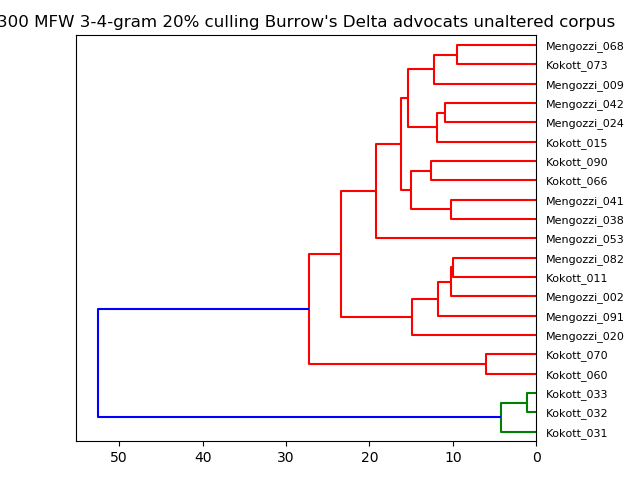 300 MFW 3-4-gram 20% culling Burrow's Delta advocats unaltered corpus
Mengozzi_068
Kokott_073
Mengozzi_009
Mengozzi_042
Mengozzi_024
Kokott_015
Kokott_090
Kokott_066
Mengozzi_041
Mengozzi_038
Mengozzi_053
Mengozzi_082
Kokott_011
Mengozzi_002
Mengozzi_091
Mengozzi_020
Kokott_070
Kokott_060
Kokott_033
Kokott_032
Kokott_031
50 40 30 20 10 0